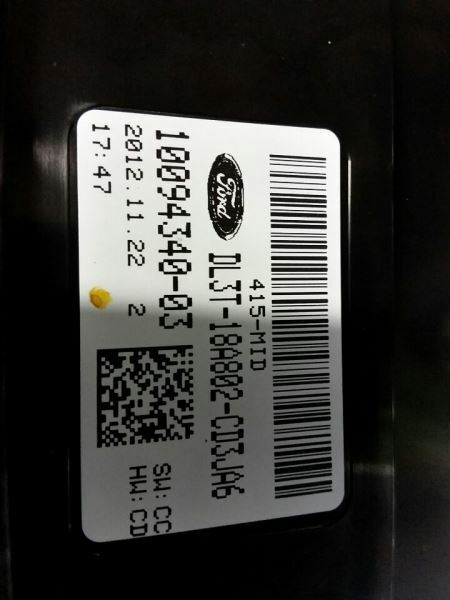 415-MID
Ford
DL3T-18A802-CD3JA6
10094340-03
SW: CC
2012.11.22 2
HW: CD
17:47